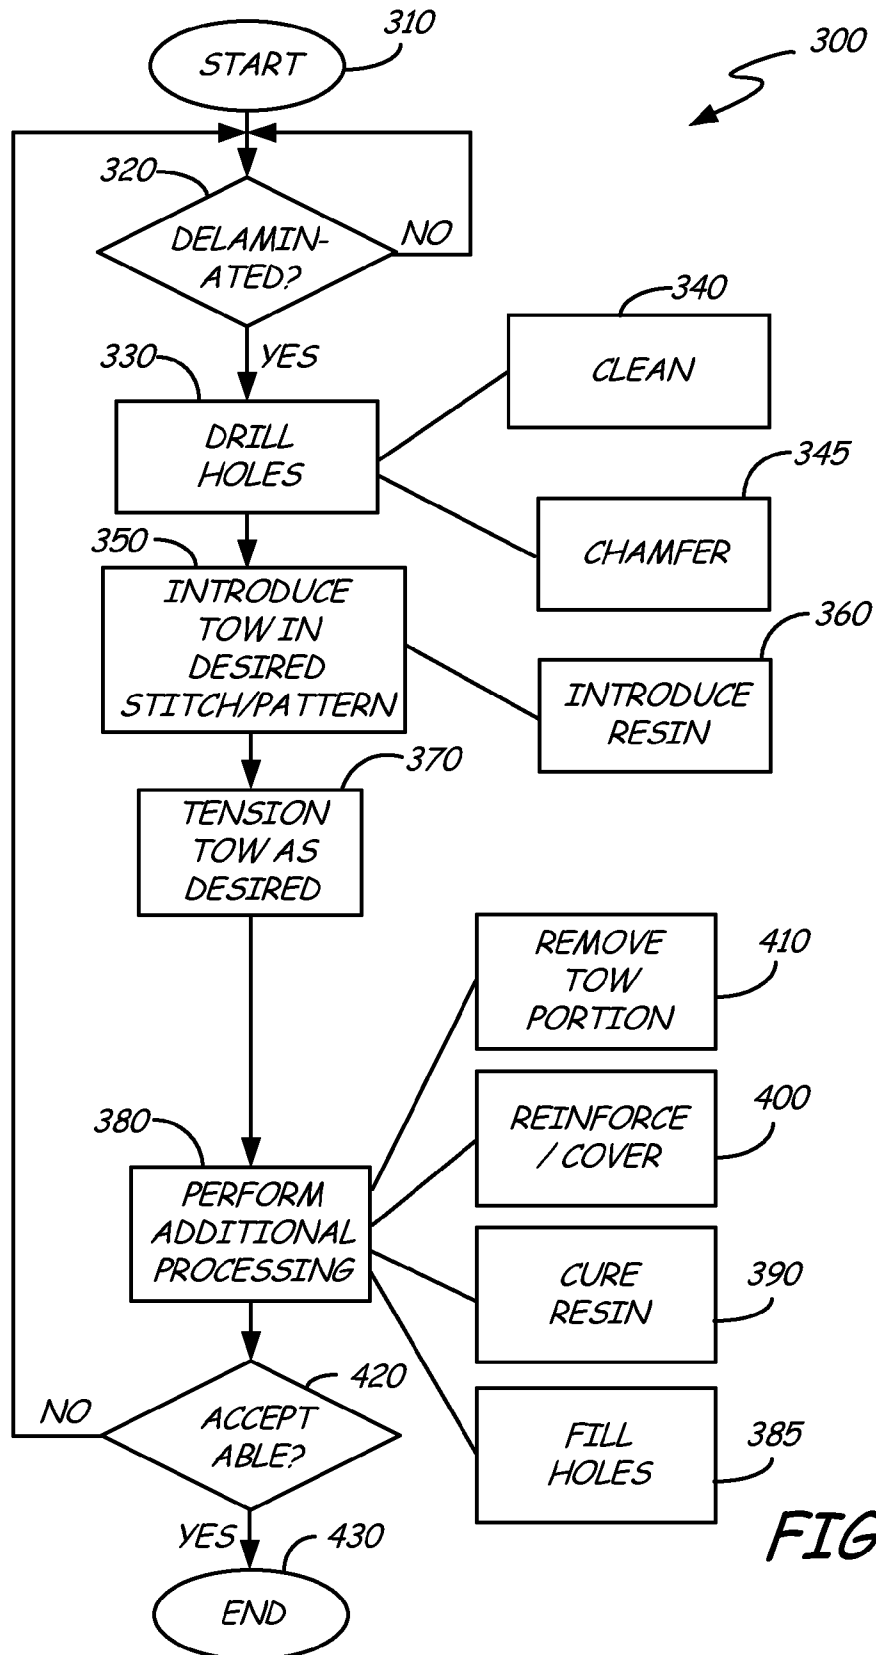 310
START
300
320
DELAMIN-
ATED?
NO
YES
330
DRILL
HOLES
340
CLEAN
345
CHAMFER
350
INTRODUCE
TOW IN
DESIRED
STITCH/PATTERN
360
INTRODUCE
RESIN
370
TENSION
TOW AS
DESIRED
380
PERFORM
ADDITIONAL
PROCESSING
REMOVE
TOW
PORTION
410
REINFORCE
/ COVER
400
CURE
RESIN
390
FILL
HOLES
385
420
ACCEPT
ABLE?
NO
YES
430
END
FIG